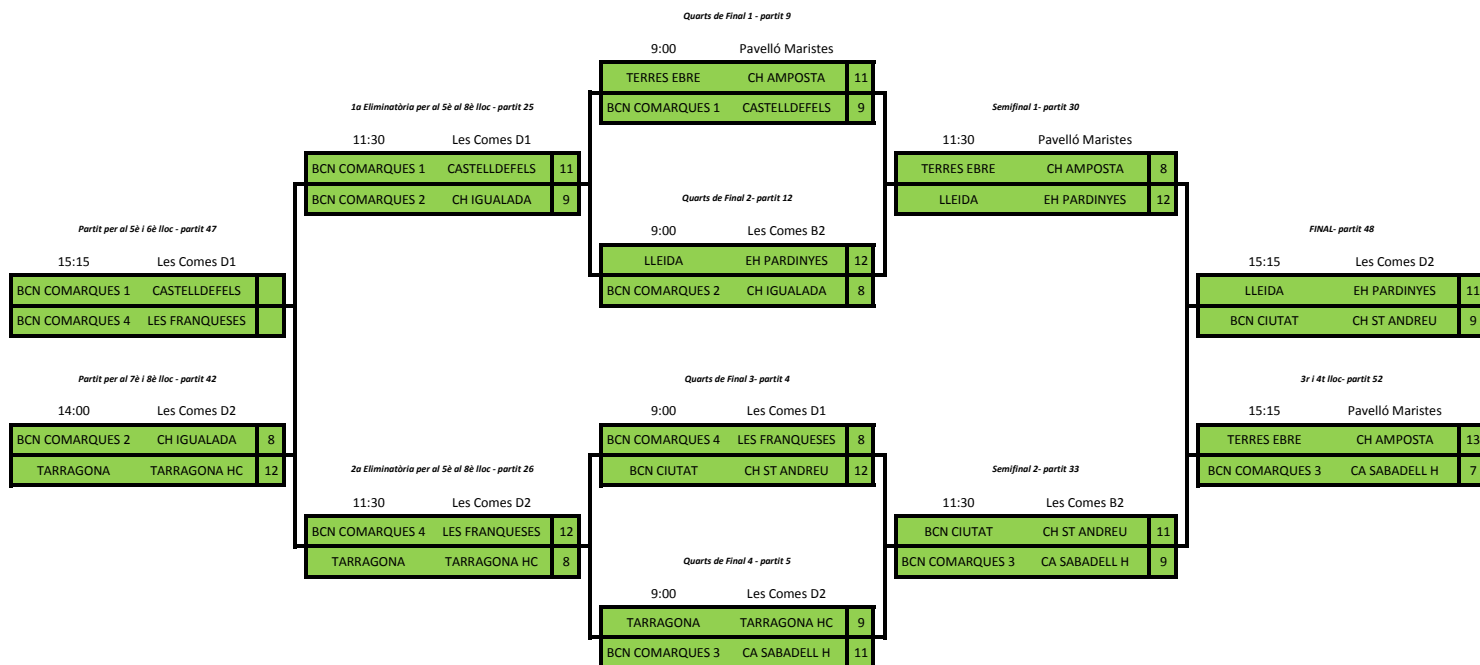 Quarts de Final 1 - partit 9
9:00 Pavelló Maristes
TERRES EBRE CH AMPOSTA 11
BCN COMARQUES 1 CASTELLDEFELS 9
1a Eliminatòria per al 5è al 8è lloc - partit 25
11:30 Les Comes D1
BCN COMARQUES 1 CASTELLDEFELS 11
BCN COMARQUES 2 CH IGUALADA 9
Semifinal 1- partit 30
11:30 Pavelló Maristes
TERRES EBRE CH AMPOSTA 8
LLEIDA EH PARDINYES 12
Quarts de Final 2- partit 12
9:00 Les Comes B2
LLEIDA EH PARDINYES 12
BCN COMARQUES 2 CH IGUALADA 8
Partit per al 5è i 6è lloc - partit 47
15:15 Les Comes D1
BCN COMARQUES 1 CASTELLDEFELS
BCN COMARQUES 4 LES FRANQUESES
FINAL- partit 48
15:15 Les Comes D2
LLEIDA EH PARDINYES 11
BCN CIUTAT CH ST ANDREU 9
Partit per al 7è i 8è lloc - partit 42
14:00 Les Comes D2
BCN COMARQUES 2 CH IGUALADA 8
TARRAGONA TARRAGONA HC 12
Quarts de Final 3- partit 4
9:00 Les Comes D1
BCN COMARQUES 4 LES FRANQUESES 8
BCN CIUTAT CH ST ANDREU 12
3r i 4t lloc- partit 52
15:15 Pavelló Maristes
TERRES EBRE CH AMPOSTA 13
BCN COMARQUES 3 CA SABADELL H 7
2a Eliminatòria per al 5è al 8è lloc - partit 26
11:30 Les Comes D2
BCN COMARQUES 4 LES FRANQUESES 12
TARRAGONA TARRAGONA HC 8
Semifinal 2- partit 33
11:30 Les Comes B2
BCN CIUTAT CH ST ANDREU 11
BCN COMARQUES 3 CA SABADELL H 9
Quarts de Final 4 - partit 5
9:00 Les Comes D2
TARRAGONA TARRAGONA HC 9
BCN COMARQUES 3 CA SABADELL H 11